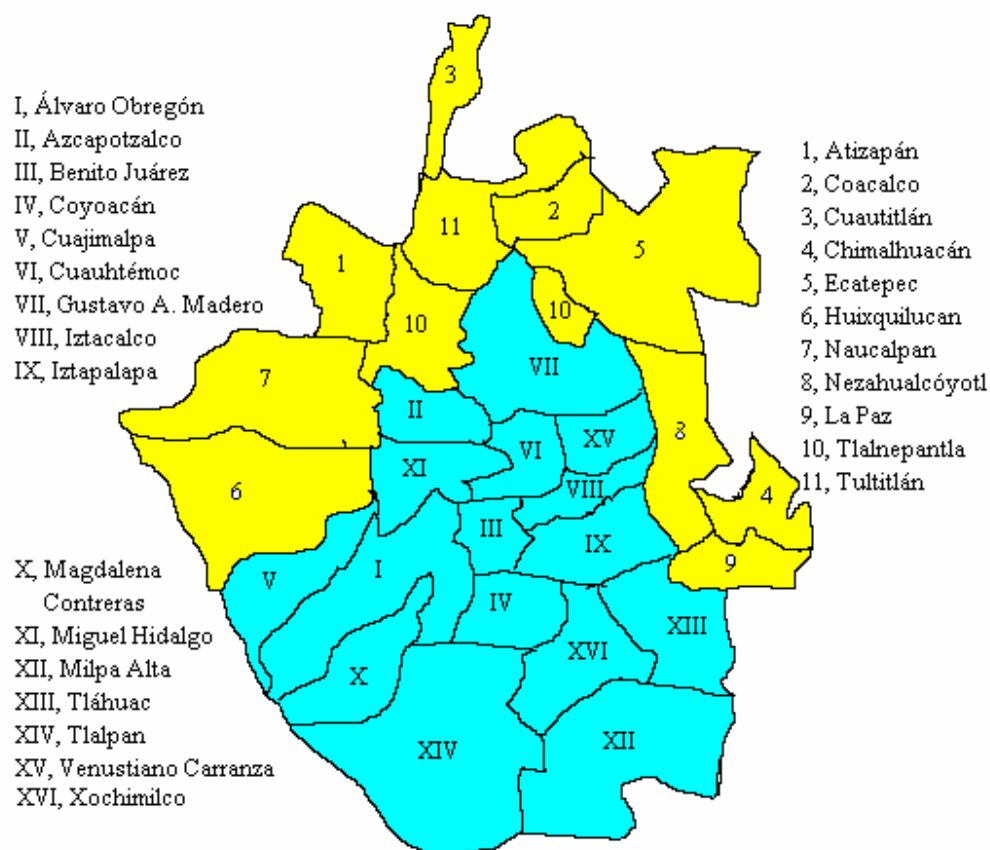 I, Álvaro Obregón
II, Azcapotzalco
III, Benito Juárez
IV, Coyoacán
V, Cuajimalpa
VI, Cuauhtémoc
VII, Gustavo A. Madero
VIII, Iztacalco
IX, Iztapalapa
X, Magdalena
Contreras
XI, Miguel Hidalgo
XII, Milpa Alta
XIII, Tláhuac
XIV, Tlalpan
XV, Venustiano Carranza
XVI, Xochimilco
3
2
11
1
5
10
10
7
VII
II
8
VI
XV
XI
6
VIII
4
III
IX
9
I
V
IV
XIII
X
XVI
XIV
XII
1, Atizapán
2, Coacalco
3, Cuautitlán
4, Chimalhuacán
5, Ecatepec
6, Huixquilucan
7, Naucalpan
8, Nezahualcóyotl
9, La Paz
10, Tlalnepantla
11, Tultitlán